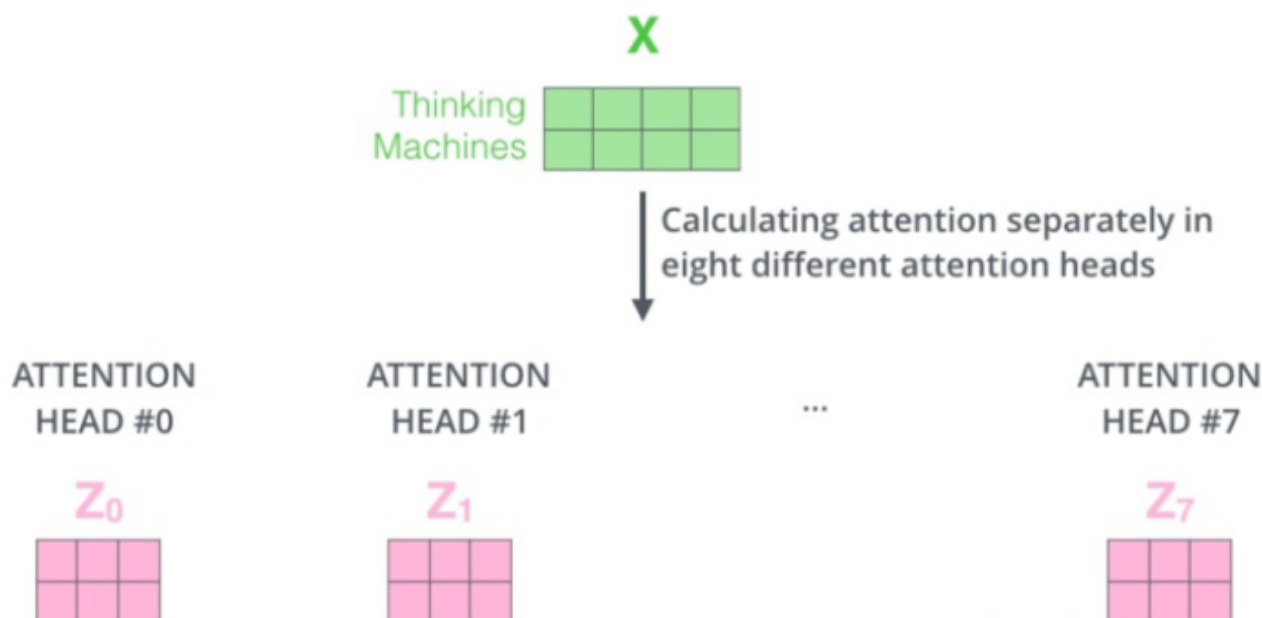 X
Thinking
Machines
Calculating attention separately in
eight different attention heads
ATTENTION
HEAD #0
ATTENTION
HEAD #1
...
ATTENTION
HEAD #7
Z0
Z1
Z7